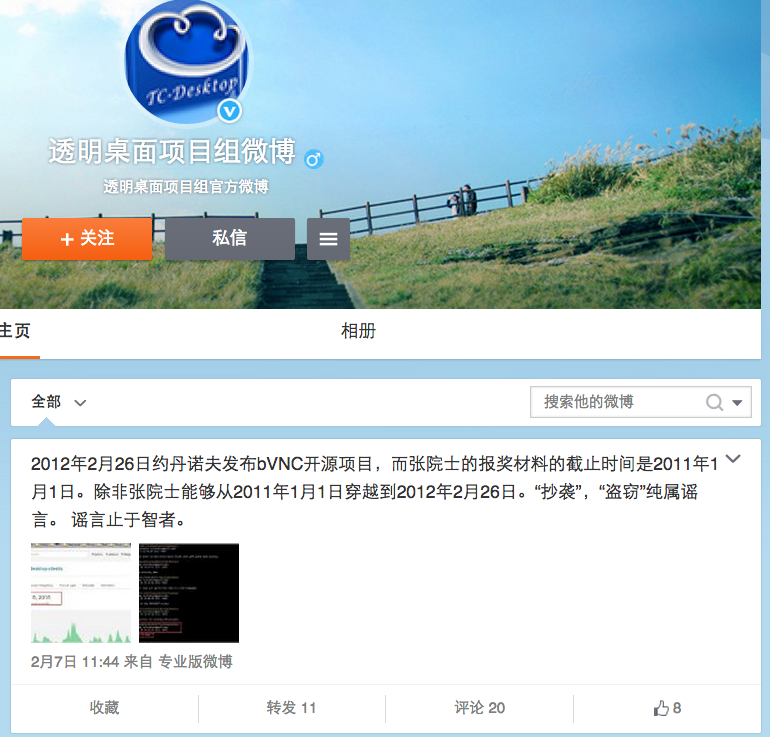 TC-Desktop
透明桌面项目组微博
透明桌面项目组官方微博
+ 关注
私信
主页
相册
全部
搜索他的微博
2012年2月26日约丹诺夫发布bVNC开源项目，而张院士的报奖材料的截止时间是2011年1
月1日。除非张院士能够从2011年1月1日穿越到2012年2月26日。“抄袭”，“盗窃”纯属谣
言。 谣言止于智者。
2月7日 11:44 来自 专业版微博
收藏
转发 11
评论 20
8